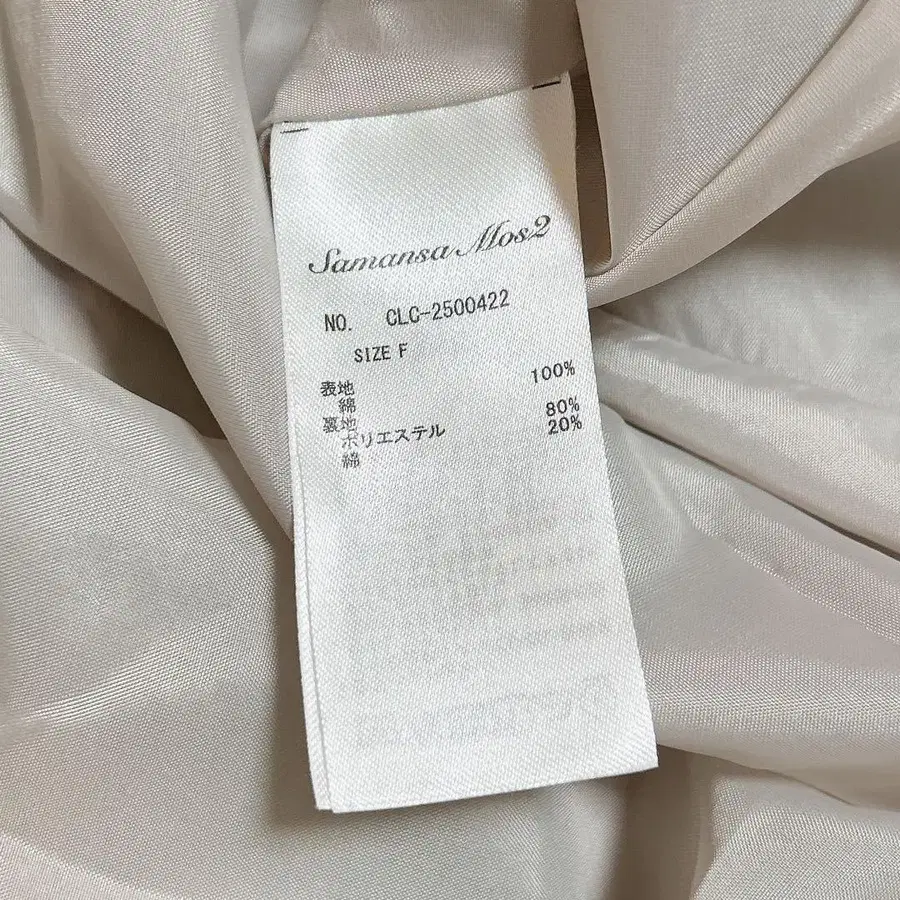 Samansa Mos2
NO. CLC-2500422
SIZE F
表地
綿 100%
裏地
ポリエステル 80%
綿 20%